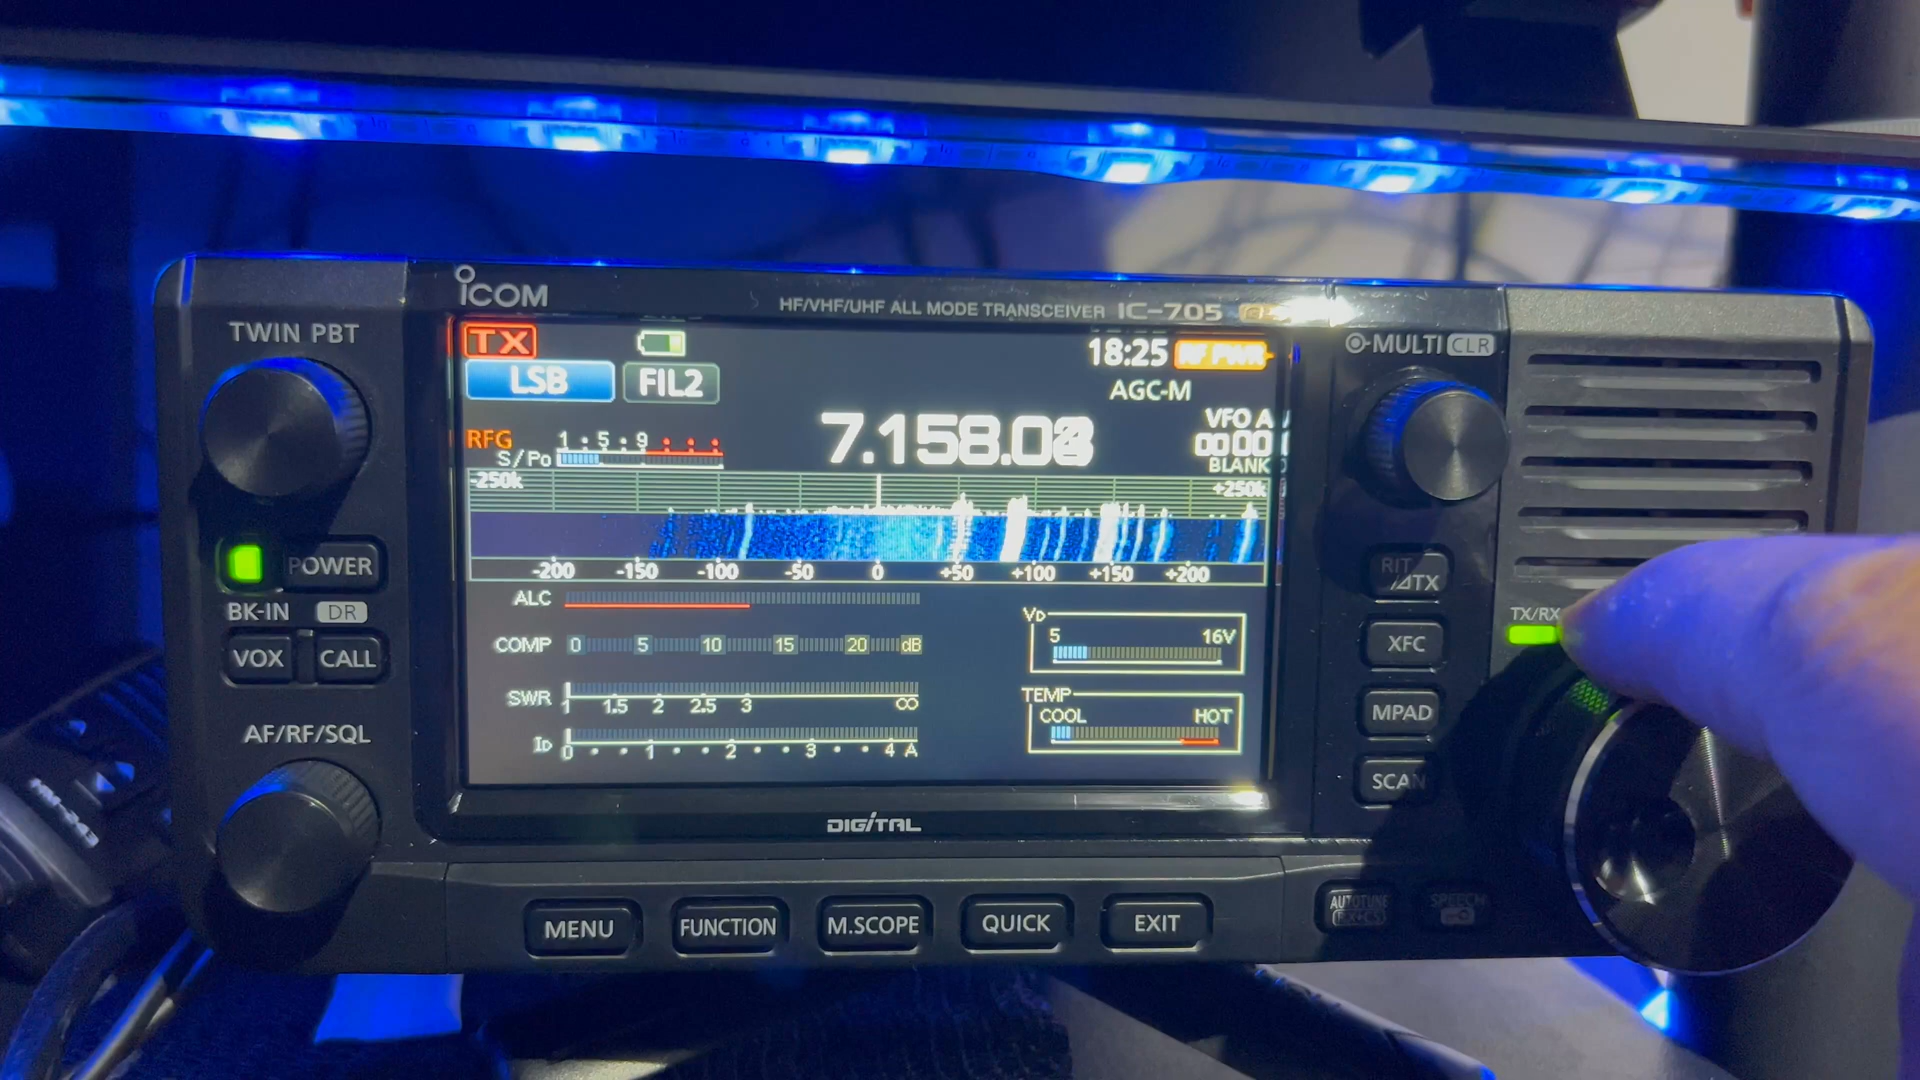 ICOM
HF/VHF/UHF ALL MODE TRANSCEIVER IC-705
TWIN PBT
MULTI CLR
TX
18:25 RF PWR
LSB FIL2
AGC-M
RFG
1 5 9
S/Po
7.158.0
VFO A
BLANK
-250k +250k
-200 -150 -100 -50 0 +50 +100 +150 +200
ALC
COMP 0 5 10 15 20 dB
SWR 1 1.5 2 2.5 3 ∞
ID 0 1 2 3 4 A
VD
5 16V
TEMP
COOL HOT
POWER
BK-IN DR
VOX CALL
AF/RF/SQL
RIT
⊿TX
TX/RX
XFC
MPAD
SCAN
DIGITAL
MENU FUNCTION M.SCOPE QUICK EXIT
AUTOTUNE
SPEECH